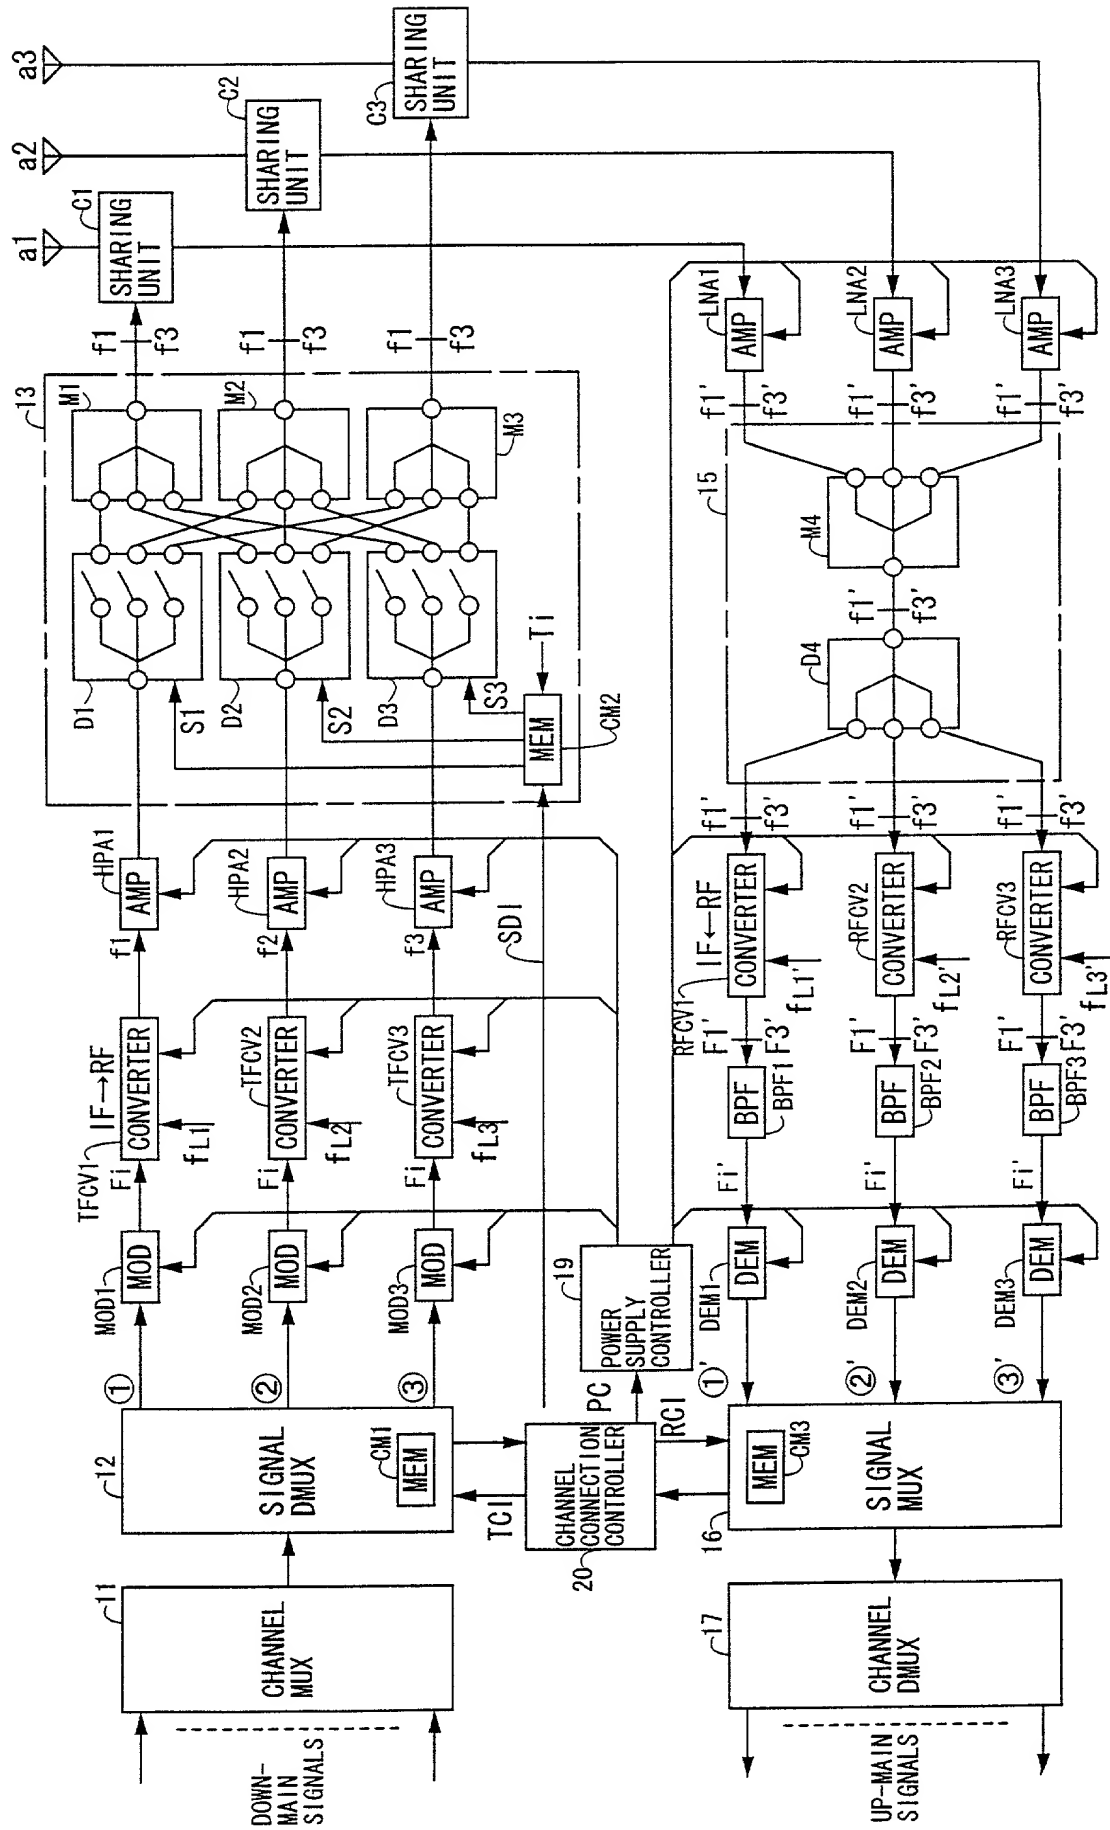 DOWN-
MAIN
SIGNALS
CHANNEL
MUX
11
SIGNAL
DMUX
12
MEM
CM1
①
②
③
MOD1
MOD
MOD2
MOD
MOD3
MOD
Fi
Fi
Fi
TFCV1
IF→RF
CONVERTER
fL1
TFCV2
CONVERTER
fL2
TFCV3
CONVERTER
fL3
f1
f2
f3
HPA1
AMP
HPA2
AMP
HPA3
AMP
SDI
13
D1
S1
D2
S2
D3
S3
MEM
CM2
Ti
M1
M2
M3
f1
f3
f1
f3
f1
f3
C1
SHARING
UNIT
C2
SHARING
UNIT
C3
SHARING
UNIT
a1
a2
a3
TCI
CHANNEL
CONNECTION
CONTROLLER
20
PC
RCI
POWER
SUPPLY
CONTROLLER
19
UP-MAIN
SIGNALS
CHANNEL
DMUX
17
SIGNAL
MUX
16
MEM
CM3
①'
②'
③'
DEM1
DEM
DEM2
DEM
DEM3
DEM
Fi'
Fi'
Fi'
BPF
BPF1
BPF
BPF2
BPF
BPF3
F1'
F3'
F1'
F3'
F1'
F3'
RFCV1
IF←RF
CONVERTER
fL1'
RFCV2
CONVERTER
fL2'
RFCV3
CONVERTER
fL3'
f1'
f3'
f1'
f3'
f1'
f3'
15
D4
f1'
f3'
M4
f1'
f3'
f1'
f3'
f1'
f3'
LNA1
AMP
LNA2
AMP
LNA3
AMP